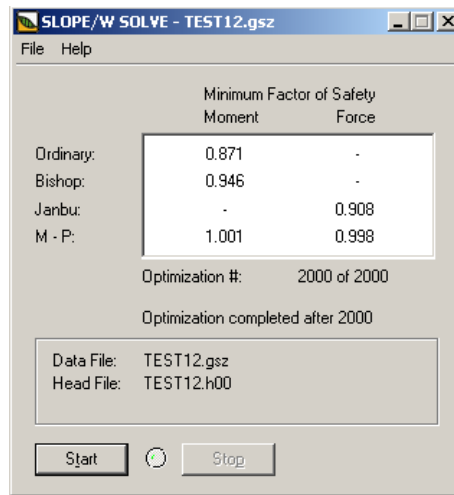 SLOPE/W SOLVE - TEST12.gsz
File Help
Minimum Factor of Safety
Moment Force
Ordinary: 0.871 -
Bishop: 0.946 -
Janbu: - 0.908
M - P: 1.001 0.998
Optimization #: 2000 of 2000
Optimization completed after 2000
Data File: TEST12.gsz
Head File: TEST12.h00
Start Stop